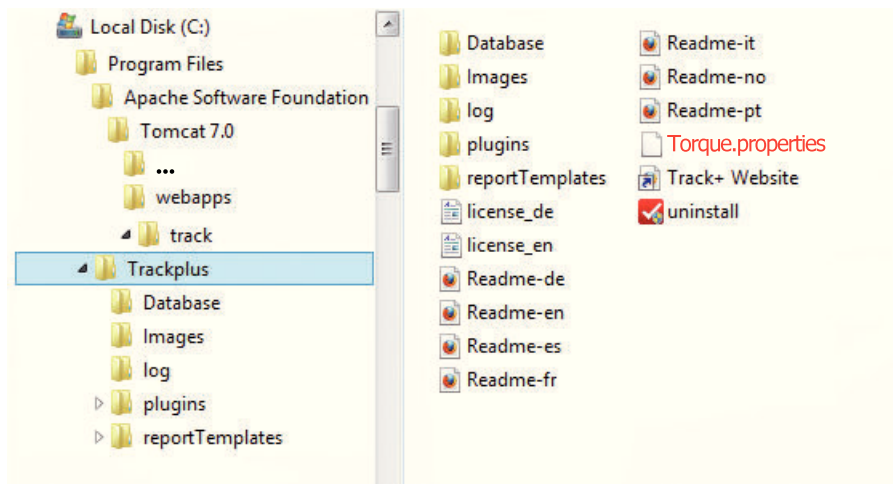 Local Disk (C:)
Program Files
Apache Software Foundation
Tomcat 7.0
...
webapps
track
Trackplus
Database
Images
log
plugins
reportTemplates
Database
Images
log
plugins
reportTemplates
license_de
license_en
Readme-de
Readme-en
Readme-es
Readme-fr
Readme-it
Readme-no
Readme-pt
Torque.properties
Track+ Website
uninstall